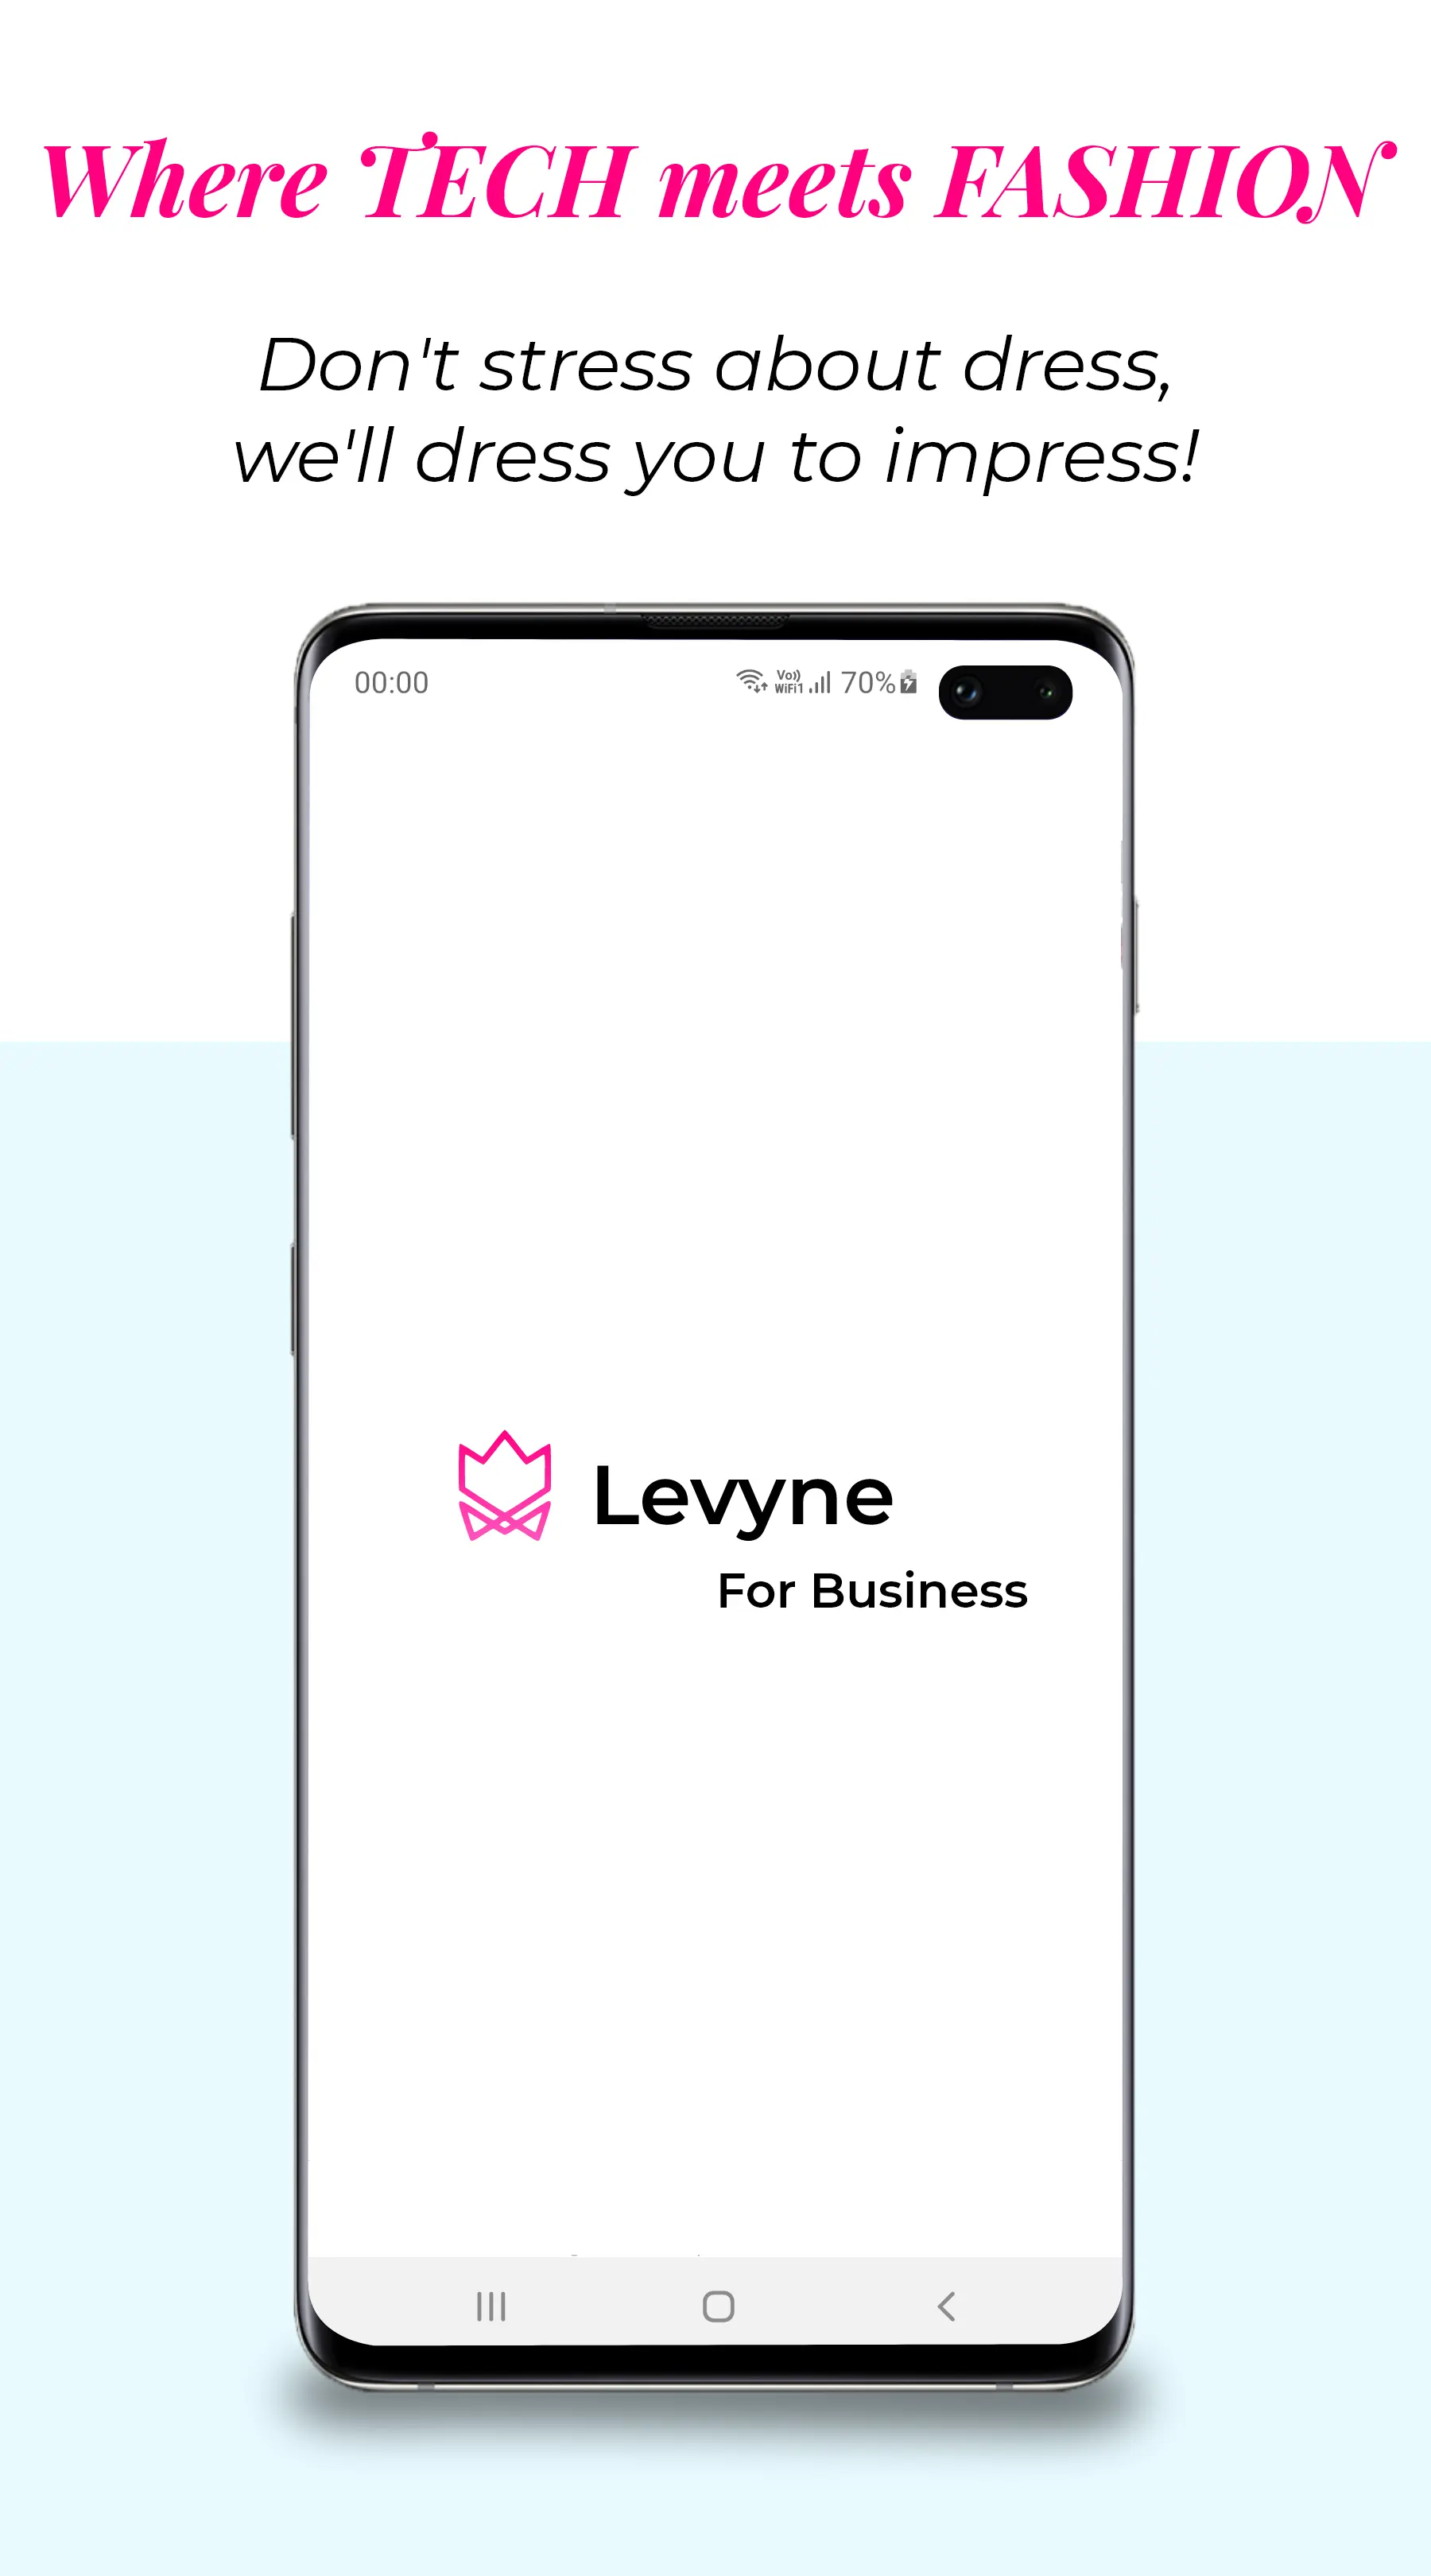 Where TECH meets FASHION
Don't stress about dress,
we'll dress you to impress!
00:00
Vo)) WiFi1 70%
Levyne
For Business